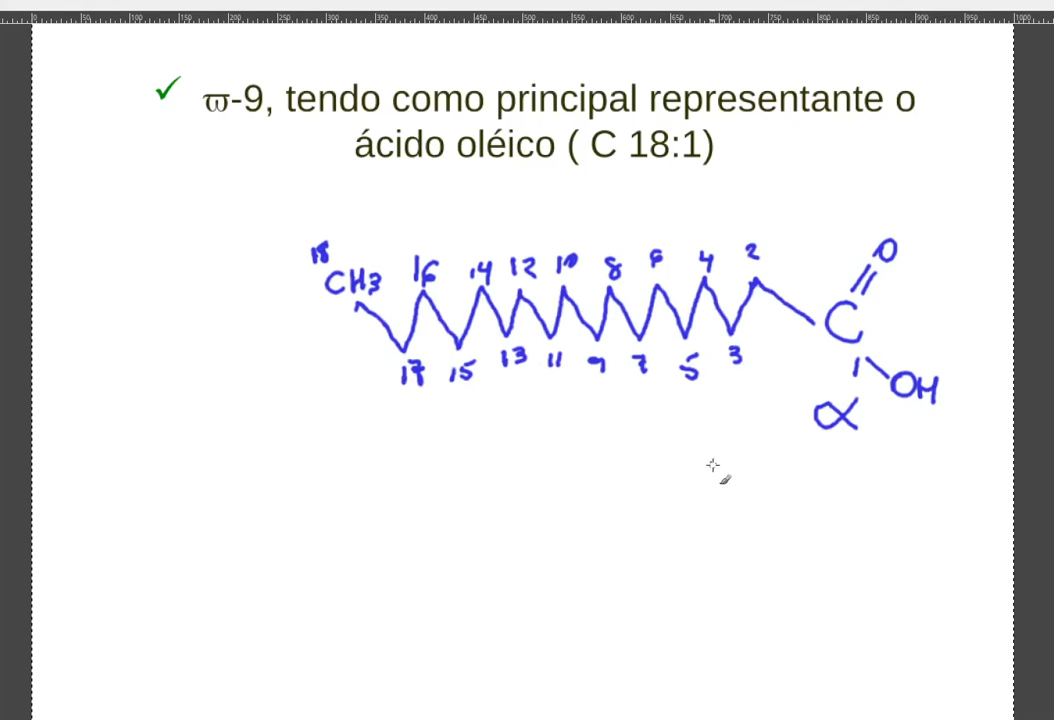 ϖ-9, tendo como principal representante o
ácido oléico ( C 18:1)
18
CH3 16 14 12 10 8 6 4 2 O
C
17 15 13 11 9 7 5 3 1 OH
α